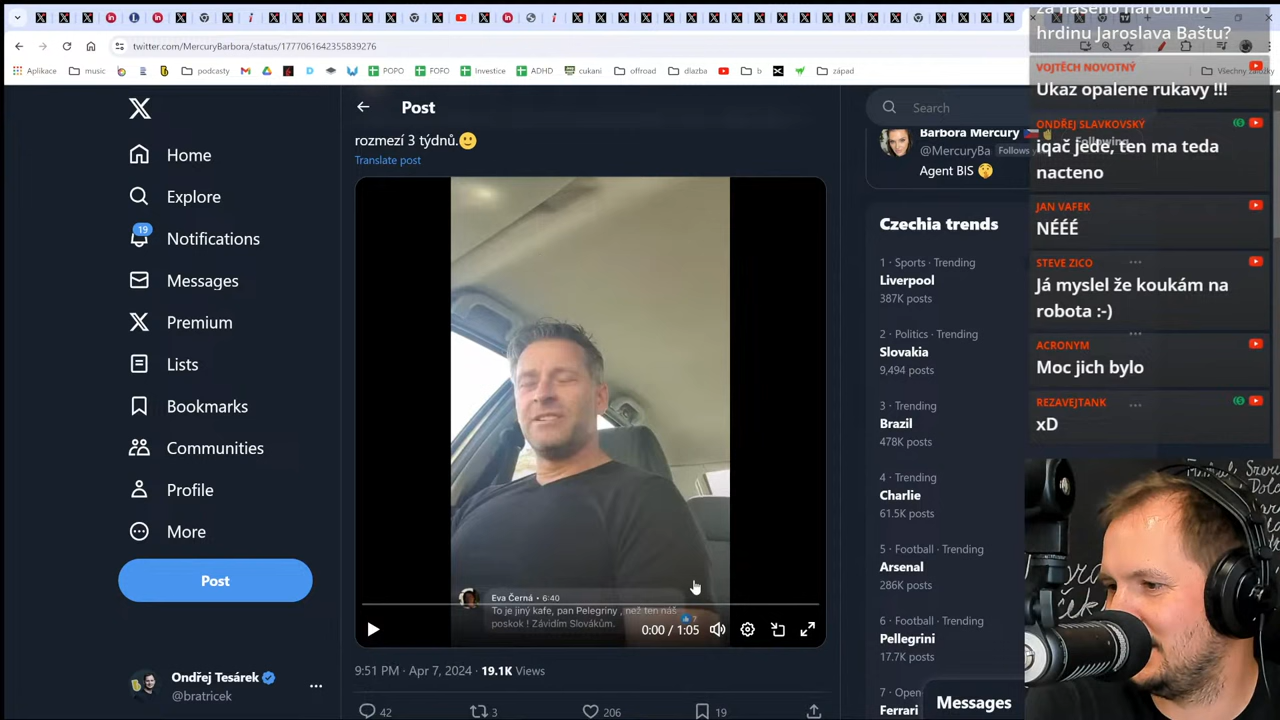 twitter.com/MercuryBarbora/status/1777061642355839276
Aplikace
music
podcasty
POPO
FOFO
Investice
ADHD
cukani
offroad
dlazba
b
západ
Všechny záložky
Home
Explore
19
Notifications
Messages
Premium
Lists
Bookmarks
Communities
Profile
More
Post
Ondřej Tesárek
@bratricek
Post
rozmezí 3 týdnů.🙂
Translate post
Eva Černá • 6:40
To je jiný kafe, pan Pelegriny , než ten náš
poskok ! Závidím Slovákům.
0:00 / 1:05
9:51 PM · Apr 7, 2024 · 19.1K Views
42
3
206
19
Search
Barbora Mercury
@MercuryBa
Follows y
Following
Agent BIS 🤫
Czechia trends
1 · Sports · Trending
Liverpool
387K posts
2 · Politics · Trending
Slovakia
9,494 posts
3 · Trending
Brazil
478K posts
4 · Trending
Charlie
61.5K posts
5 · Football · Trending
Arsenal
286K posts
6 · Football · Trending
Pellegrini
17.7K posts
Ferrari
Messages
za našeho národního
hrdinu Jaroslava Baštu?
VOJTĚCH NOVOTNÝ
Ukaz opalene rukavy !!!
ONDŘEJ SLAVKOVSKÝ
iqač jede, ten ma teda
nacteno
JAN VAFEK
NÉÉÉ
STEVE ZICO
Já myslel že koukám na
robota :-)
ACRONYM
Moc jich bylo
REZAVEJTANK
xD